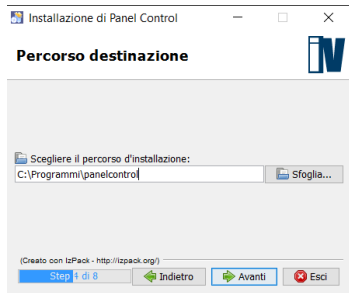 Installazione di Panel Control
Percorso destinazione
iV
Scegliere il percorso d'installazione:
C:\Programmi\panelcontrol
Sfoglia...
(Creato con IzPack - http://izpack.org/)
Step 4 di 8
Indietro
Avanti
Esci